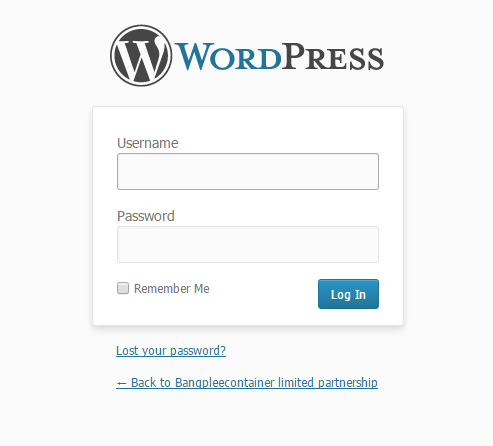 WORDPRESS
Username
Password
Remember Me
Log In
Lost your password?
← Back to Bangpleecontainer limited partnership